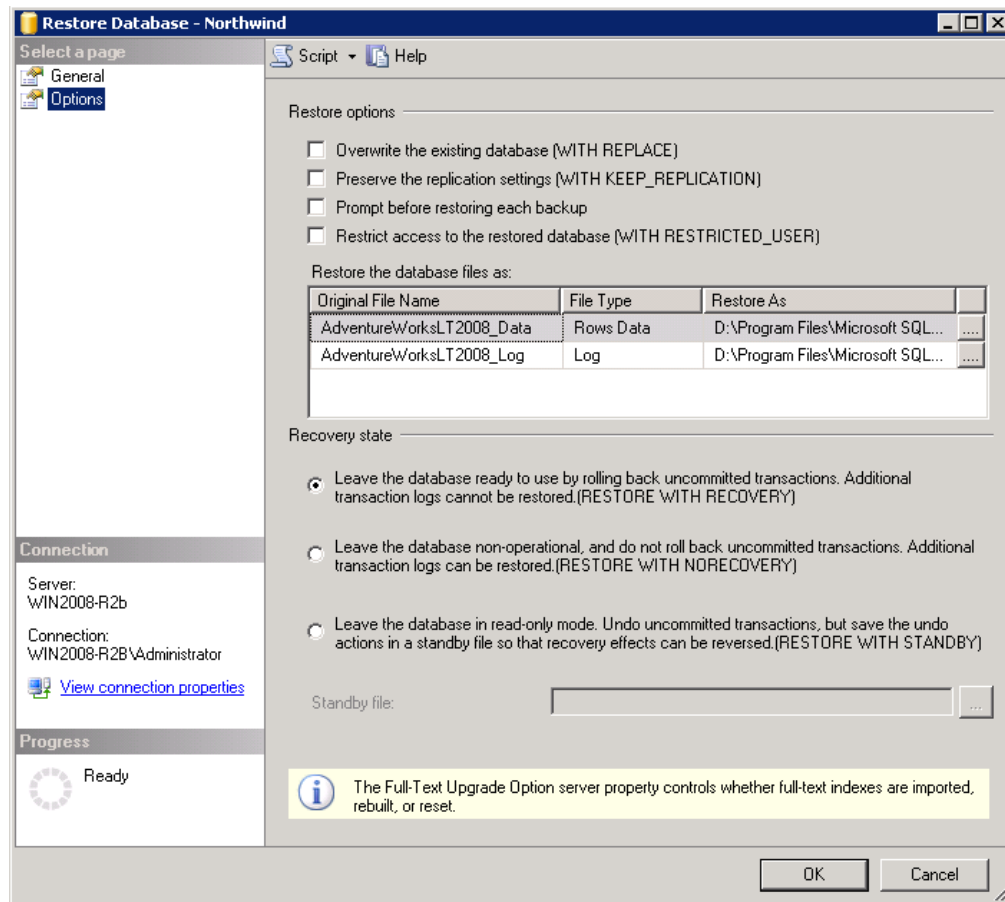 Restore Database - Northwind
Select a page
General
Options
Script
Help
Restore options
Overwrite the existing database (WITH REPLACE)
Preserve the replication settings (WITH KEEP_REPLICATION)
Prompt before restoring each backup
Restrict access to the restored database (WITH RESTRICTED_USER)
Restore the database files as:
Original File Name File Type Restore As
AdventureWorksLT2008_Data Rows Data D:\Program Files\Microsoft SQL... ....
AdventureWorksLT2008_Log Log D:\Program Files\Microsoft SQL... ....
Recovery state
Leave the database ready to use by rolling back uncommitted transactions. Additional
transaction logs cannot be restored.(RESTORE WITH RECOVERY)
Leave the database non-operational, and do not roll back uncommitted transactions. Additional
transaction logs can be restored.(RESTORE WITH NORECOVERY)
Leave the database in read-only mode. Undo uncommitted transactions, but save the undo
actions in a standby file so that recovery effects can be reversed.(RESTORE WITH STANDBY)
Standby file:
...
The Full-Text Upgrade Option server property controls whether full-text indexes are imported,
rebuilt, or reset.
Connection
Server:
WIN2008-R2b
Connection:
WIN2008-R2B\Administrator
View connection properties
Progress
Ready
OK
Cancel